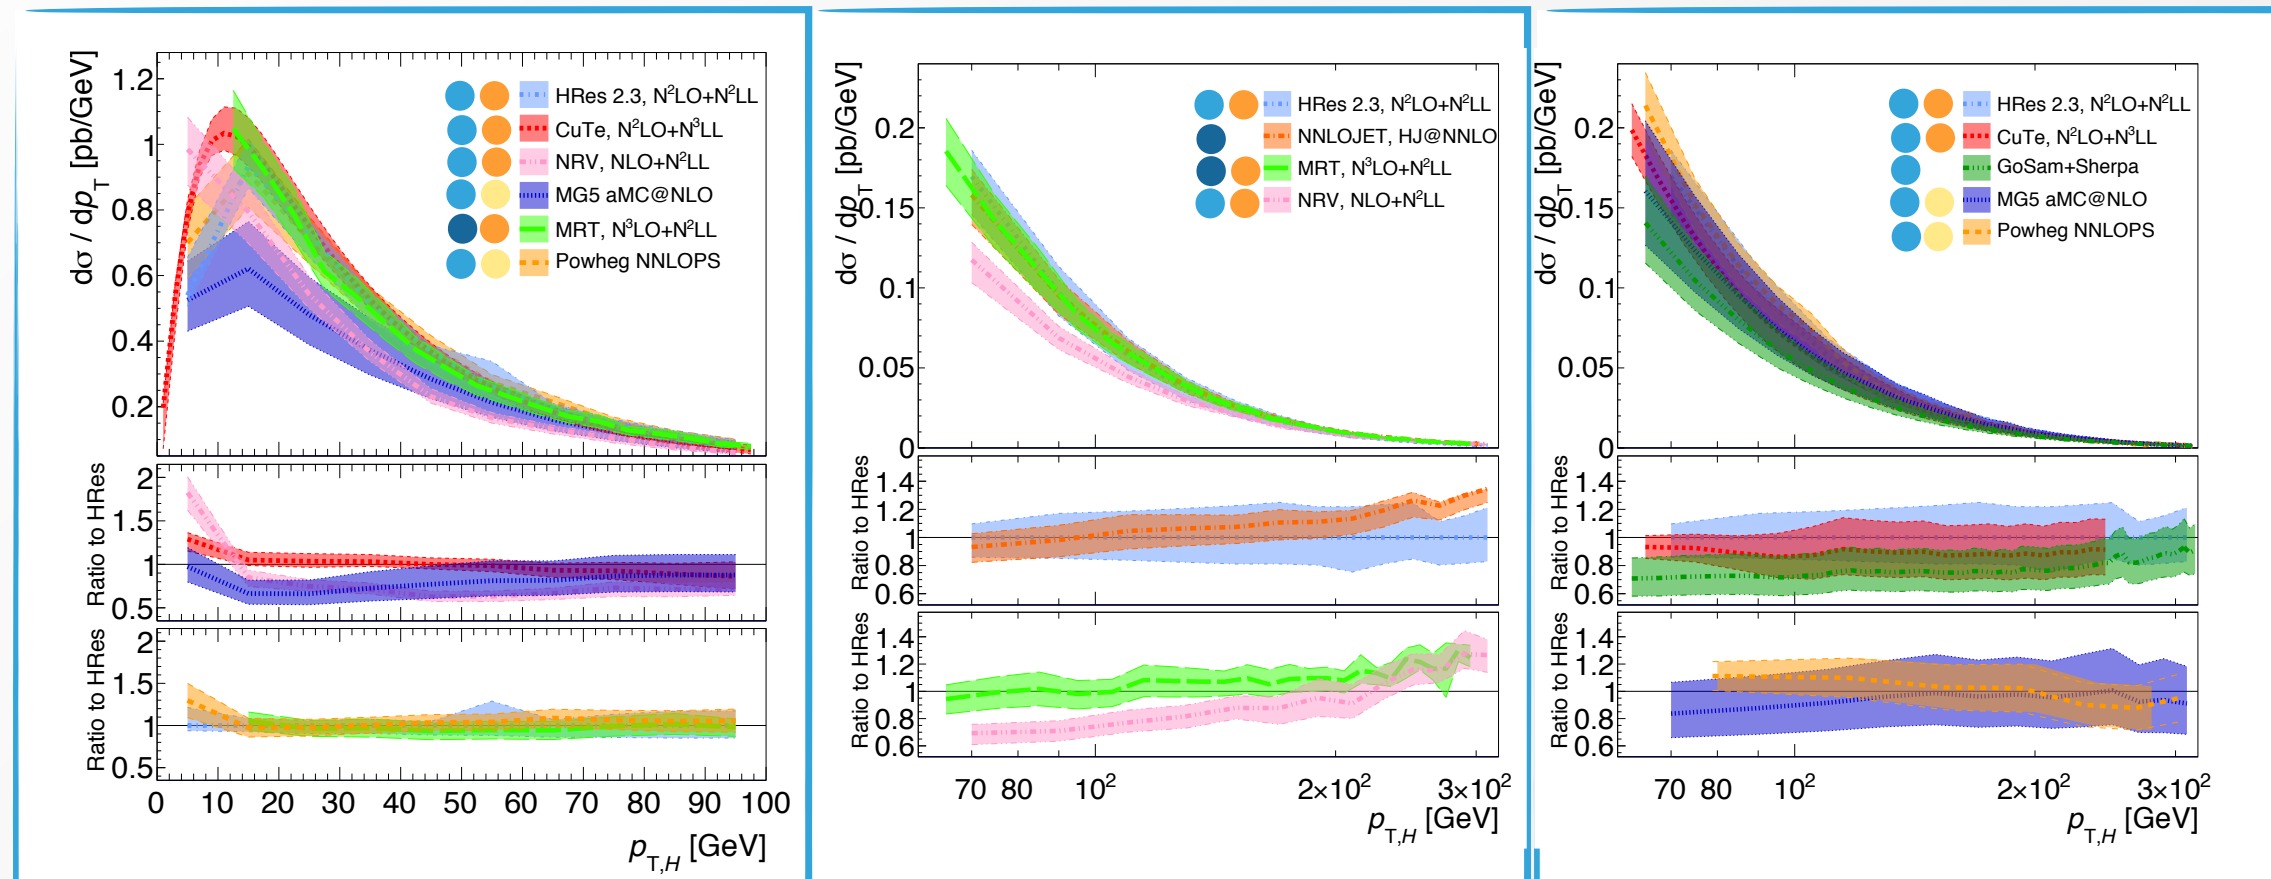 dσ / dp_T [pb/GeV]
1.2
1
0.8
0.6
0.4
0.2
HRes 2.3, N²LO+N²LL
CuTe, N²LO+N³LL
NRV, NLO+N²LL
MG5 aMC@NLO
MRT, N³LO+N²LL
Powheg NNLOPS
Ratio to HRes
2
1.5
1
0.5
Ratio to HRes
2
1.5
1
0.5
0 10 20 30 40 50 60 70 80 90 100
p_T,H [GeV]
dσ / dp_T [pb/GeV]
0.2
0.15
0.1
0.05
0
HRes 2.3, N²LO+N²LL
NNLOJET, HJ@NNLO
MRT, N³LO+N²LL
NRV, NLO+N²LL
Ratio to HRes
1.4
1.2
1
0.8
0.6
Ratio to HRes
1.4
1.2
1
0.8
0.6
70 80 10² 2×10² 3×10²
p_T,H [GeV]
dσ / dp_T [pb/GeV]
0.2
0.15
0.1
0.05
0
HRes 2.3, N²LO+N²LL
CuTe, N²LO+N³LL
GoSam+Sherpa
MG5 aMC@NLO
Powheg NNLOPS
Ratio to HRes
1.4
1.2
1
0.8
0.6
Ratio to HRes
1.4
1.2
1
0.8
0.6
70 80 10² 2×10² 3×10²
p_T,H [GeV]